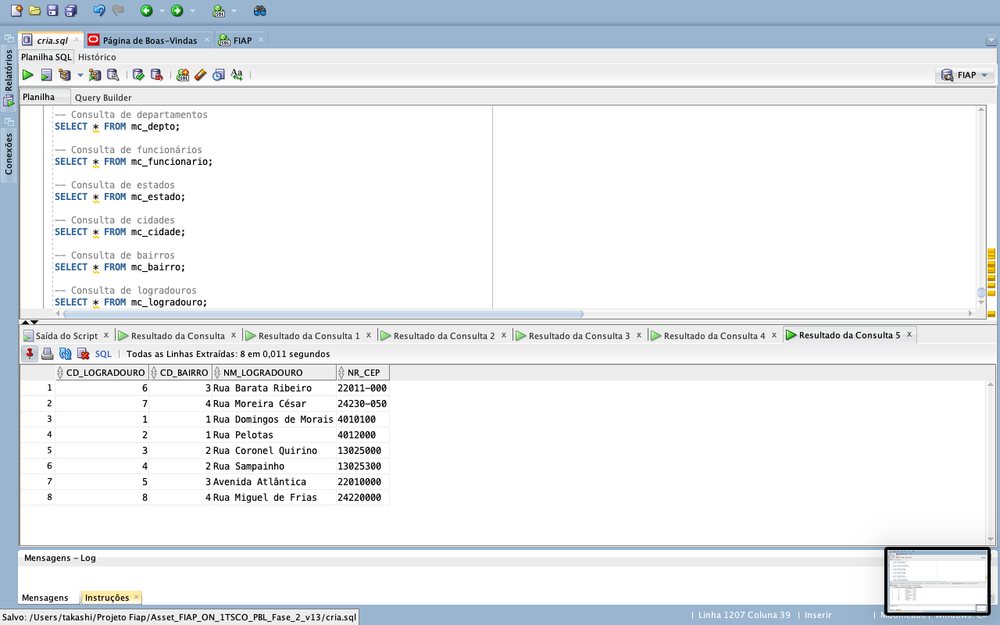 cria.sql
Página de Boas-Vindas
FIAP
Planilha SQL
Histórico
FIAP
Planilha
Query Builder
Relatórios
Conexões
-- Consulta de departamentos
SELECT * FROM mc_depto;
-- Consulta de funcionários
SELECT * FROM mc_funcionario;
-- Consulta de estados
SELECT * FROM mc_estado;
-- Consulta de cidades
SELECT * FROM mc_cidade;
-- Consulta de bairros
SELECT * FROM mc_bairro;
-- Consulta de logradouros
SELECT * FROM mc_logradouro;
Saída do Script
Resultado da Consulta
Resultado da Consulta 1
Resultado da Consulta 2
Resultado da Consulta 3
Resultado da Consulta 4
Resultado da Consulta 5
SQL | Todas as Linhas Extraídas: 8 em 0,011 segundos
CD_LOGRADOURO CD_BAIRRO NM_LOGRADOURO NR_CEP
1 6 3 Rua Barata Ribeiro 22011-000
2 7 4 Rua Moreira César 24230-050
3 1 1 Rua Domingos de Morais 4010100
4 2 1 Rua Pelotas 4012000
5 3 2 Rua Coronel Quirino 13025000
6 4 2 Rua Sampainho 13025300
7 5 3 Avenida Atlântica 22010000
8 8 4 Rua Miguel de Frias 24220000
Mensagens - Log
Mensagens
Instruções
Salvo: /Users/takashi/Projeto Fiap/Asset_FIAP_ON_1TSCO_PBL_Fase_2_v13/cria.sql
| Linha 1207 Coluna 39 | Inserir